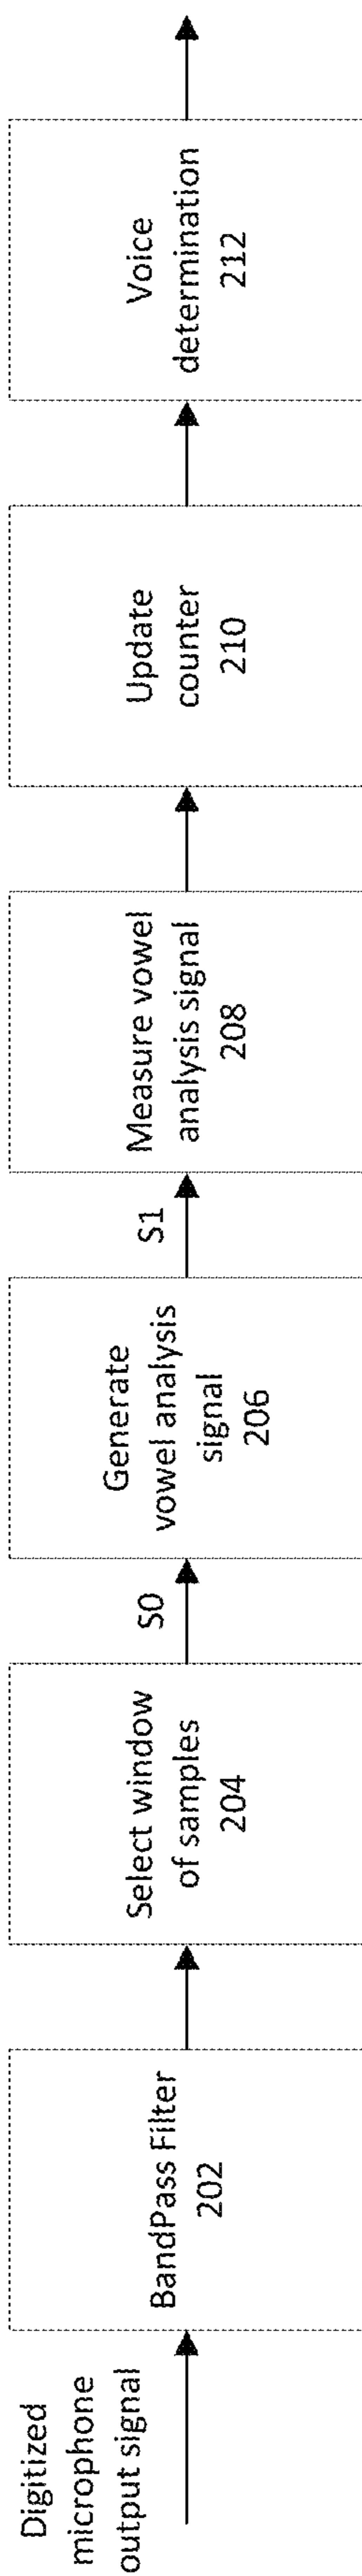 Digitized
microphone
output signal
BandPass Filter
202
Select window
of samples
204
S0
Generate
vowel analysis
signal
206
S1
Measure vowel
analysis signal
208
Update
counter
210
Voice
determination
212